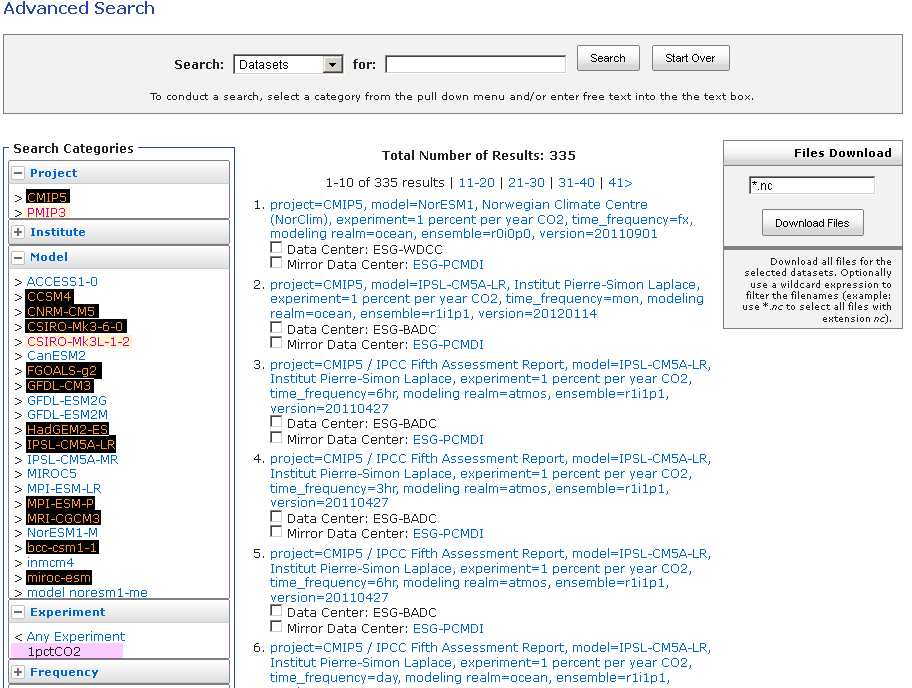 Advanced Search
Search: Datasets for: Search Start Over
To conduct a search, select a category from the pull down menu and/or enter free text into the the text box.
Search Categories
Project
> CMIP5
> PMIP3
Institute
Model
> ACCESS1-0
> CCSM4
> CNRM-CM5
> CSIRO-Mk3-6-0
> CSIRO-Mk3L-1-2
> CanESM2
> FGOALS-g2
> GFDL-CM3
> GFDL-ESM2G
> GFDL-ESM2M
> HadGEM2-ES
> IPSL-CM5A-LR
> IPSL-CM5A-MR
> MIROC5
> MPI-ESM-LR
> MPI-ESM-P
> MRI-CGCM3
> NorESM1-M
> bcc-csm1-1
> inmcm4
> miroc-esm
> model noresm1-me
Experiment
< Any Experiment
1pctCO2
Frequency
Total Number of Results: 335
1-10 of 335 results | 11-20 | 21-30 | 31-40 | 41>
1. project=CMIP5, model=NorESM1, Norwegian Climate Centre
(NorClim), experiment=1 percent per year CO2, time_frequency=fx,
modeling realm=ocean, ensemble=r0i0p0, version=20110901
Data Center: ESG-WDCC
Mirror Data Center: ESG-PCMDI
2. project=CMIP5, model=IPSL-CM5A-LR, Institut Pierre-Simon Laplace,
experiment=1 percent per year CO2, time_frequency=mon, modeling
realm=ocean, ensemble=r1i1p1, version=20120114
Data Center: ESG-BADC
Mirror Data Center: ESG-PCMDI
3. project=CMIP5 / IPCC Fifth Assessment Report, model=IPSL-CM5A-LR,
Institut Pierre-Simon Laplace, experiment=1 percent per year CO2,
time_frequency=6hr, modeling realm=atmos, ensemble=r1i1p1,
version=20110427
Data Center: ESG-BADC
Mirror Data Center: ESG-PCMDI
4. project=CMIP5 / IPCC Fifth Assessment Report, model=IPSL-CM5A-LR,
Institut Pierre-Simon Laplace, experiment=1 percent per year CO2,
time_frequency=3hr, modeling realm=atmos, ensemble=r1i1p1,
version=20110427
Data Center: ESG-BADC
Mirror Data Center: ESG-PCMDI
5. project=CMIP5 / IPCC Fifth Assessment Report, model=IPSL-CM5A-LR,
Institut Pierre-Simon Laplace, experiment=1 percent per year CO2,
time_frequency=6hr, modeling realm=atmos, ensemble=r1i1p1,
version=20110427
Data Center: ESG-BADC
Mirror Data Center: ESG-PCMDI
6. project=CMIP5 / IPCC Fifth Assessment Report, model=IPSL-CM5A-LR,
Institut Pierre-Simon Laplace, experiment=1 percent per year CO2,
time_frequency=day, modeling realm=ocean, ensemble=r1i1p1,
Files Download
*.nc
Download Files
Download all files for the
selected datasets. Optionally
use a wildcard expression to
filter the filenames (example:
use *.nc to select all files with
extension nc).